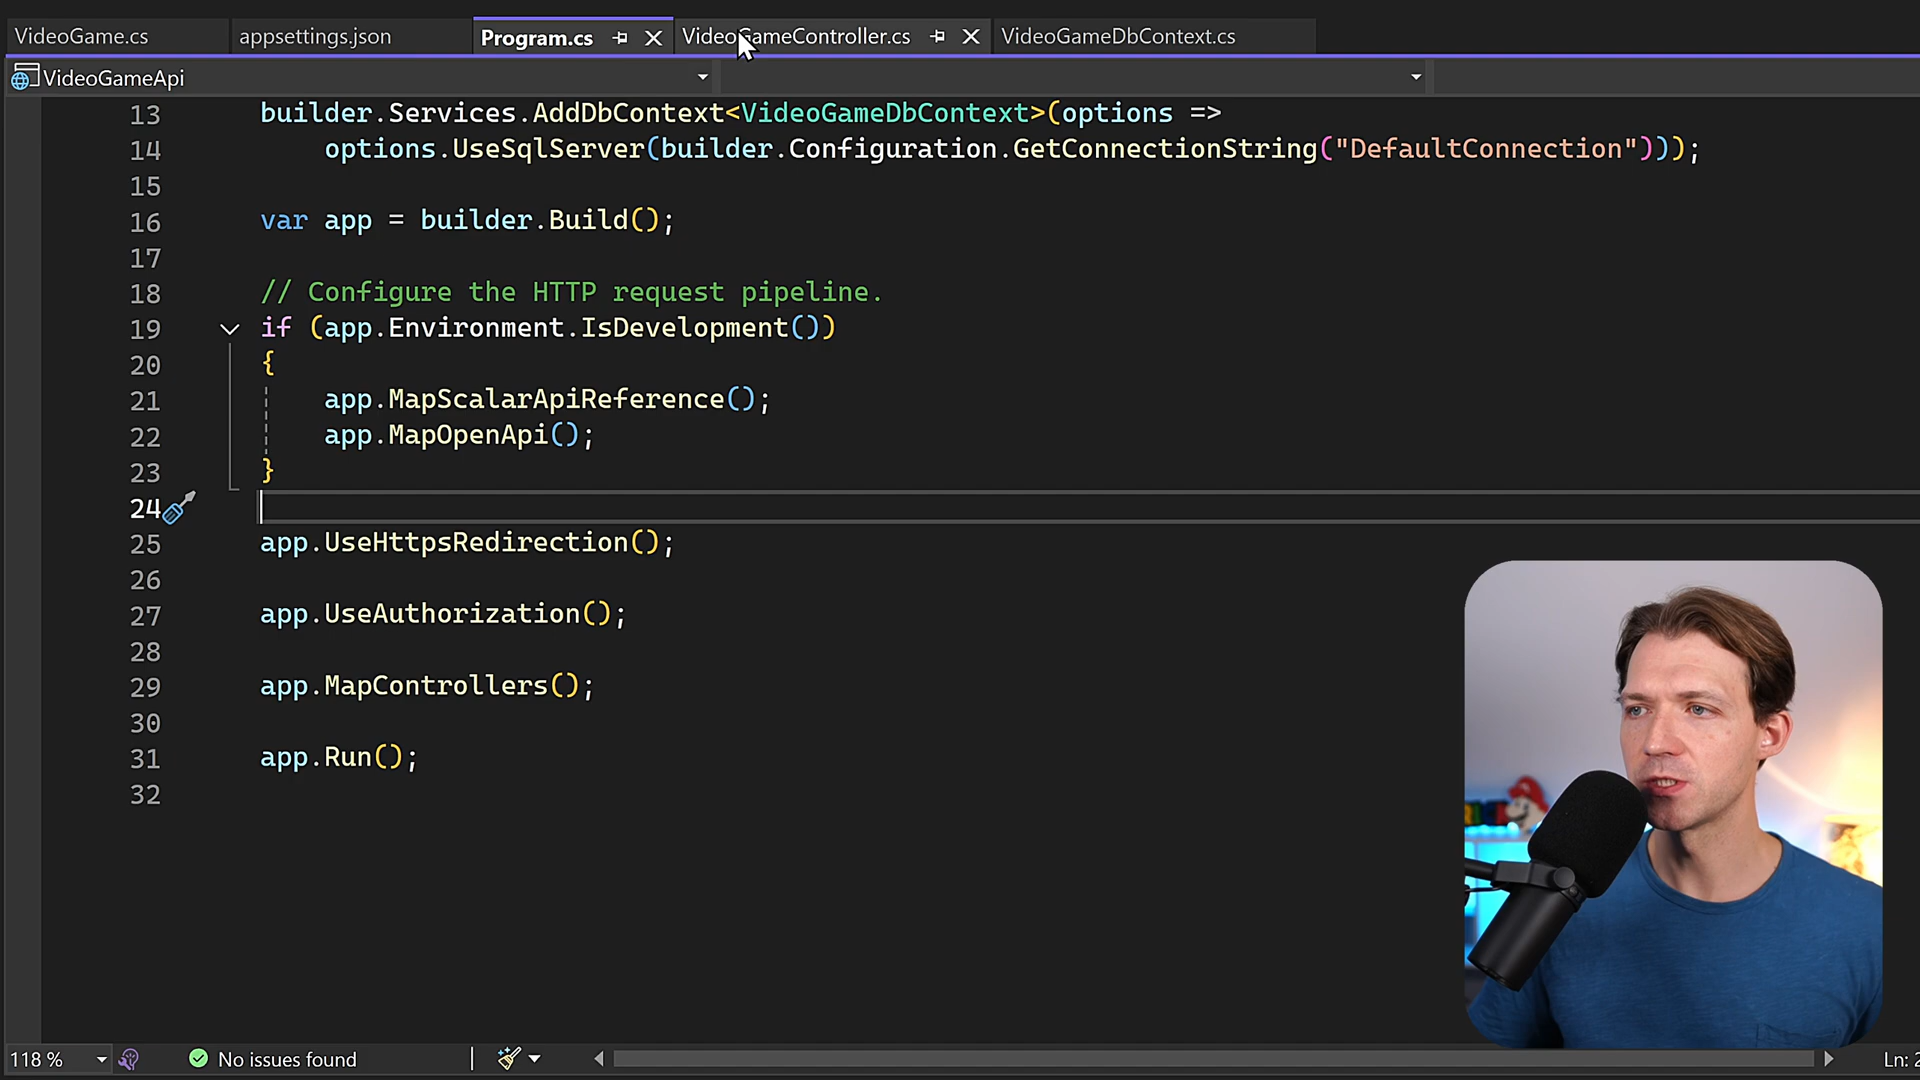 VideoGame.cs appsettings.json Program.cs VideoGameController.cs VideoGameDbContext.cs
VideoGameApi
13 builder.Services.AddDbContext<VideoGameDbContext>(options =>
14 options.UseSqlServer(builder.Configuration.GetConnectionString("DefaultConnection")));
15
16 var app = builder.Build();
17
18 // Configure the HTTP request pipeline.
19 if (app.Environment.IsDevelopment())
20 {
21 app.MapScalarApiReference();
22 app.MapOpenApi();
23 }
24
25 app.UseHttpsRedirection();
26
27 app.UseAuthorization();
28
29 app.MapControllers();
30
31 app.Run();
32
118 % No issues found Ln: